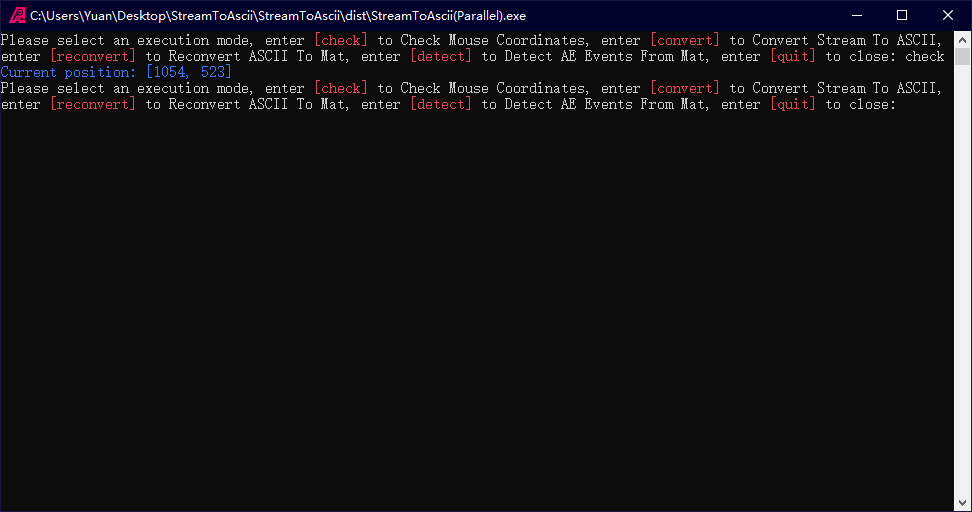 C:\Users\Yuan\Desktop\StreamToAscii\StreamToAscii\dist\StreamToAscii(Parallel).exe
Please select an execution mode, enter [check] to Check Mouse Coordinates, enter [convert] to Convert Stream To ASCII,
enter [reconvert] to Reconvert ASCII To Mat, enter [detect] to Detect AE Events From Mat, enter [quit] to close: check
Current position: [1054, 523]
Please select an execution mode, enter [check] to Check Mouse Coordinates, enter [convert] to Convert Stream To ASCII,
enter [reconvert] to Reconvert ASCII To Mat, enter [detect] to Detect AE Events From Mat, enter [quit] to close: